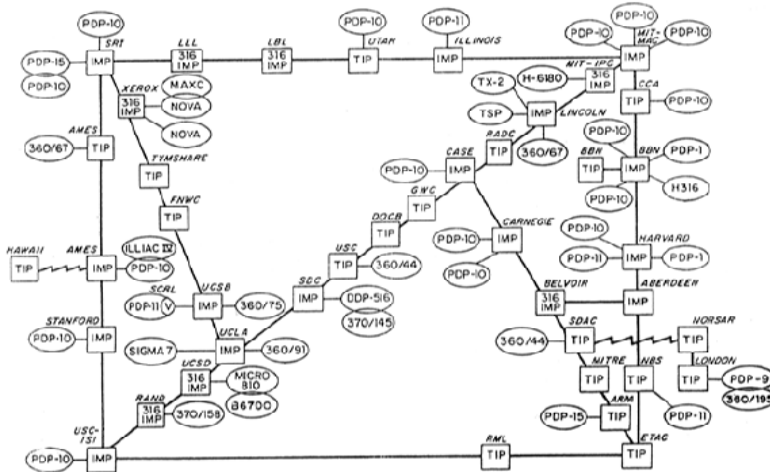 PDP-10
SRI
PDP-15
PDP-10
IMP
LLL
316
IMP
LBL
316
IMP
PDP-10
UTAH
TIP
PDP-11
ILLINOIS
IMP
PDP-10
PDP-10
MIT-
MAC
PDP-10
IMP
XEROX
316
IMP
MAXC
NOVA
NOVA
MIT-IPC
H-6180
316
IMP
TX-2
TSP
IMP
LINCOLN
360/67
CCA
TIP
PDP-10
AMES
360/67
TIP
TYMSHARE
TIP
RADC
TIP
CASE
PDP-10
IMP
PDP-10
BBN
TIP
BBN
IMP
PDP-1
PDP-10
H316
FNWC
TIP
GWC
TIP
DOCB
TIP
CARNEGIE
PDP-10
IMP
PDP-10
HARVARD
PDP-10
PDP-11
IMP
PDP-1
HAWAII
TIP
AMES
IMP
ILLIAC IV
PDP-10
USC
TIP
360/44
SCRL
PDP-11
V
UCSB
IMP
360/75
SDC
IMP
DDP-516
370/145
BELVOIR
316
IMP
ABERDEEN
IMP
STANFORD
PDP-10
IMP
UCLA
SIGMA 7
IMP
360/91
SDAC
360/44
TIP
NORSAR
TIP
UCSD
316
IMP
MICRO
810
B6700
MITRE
TIP
NBS
TIP
PDP-11
LONDON
TIP
PDP-9
360/195
RAND
316
IMP
370/158
ARM
PDP-15
TIP
USC-
ISI
PDP-10
IMP
RML
TIP
ETAC
TIP